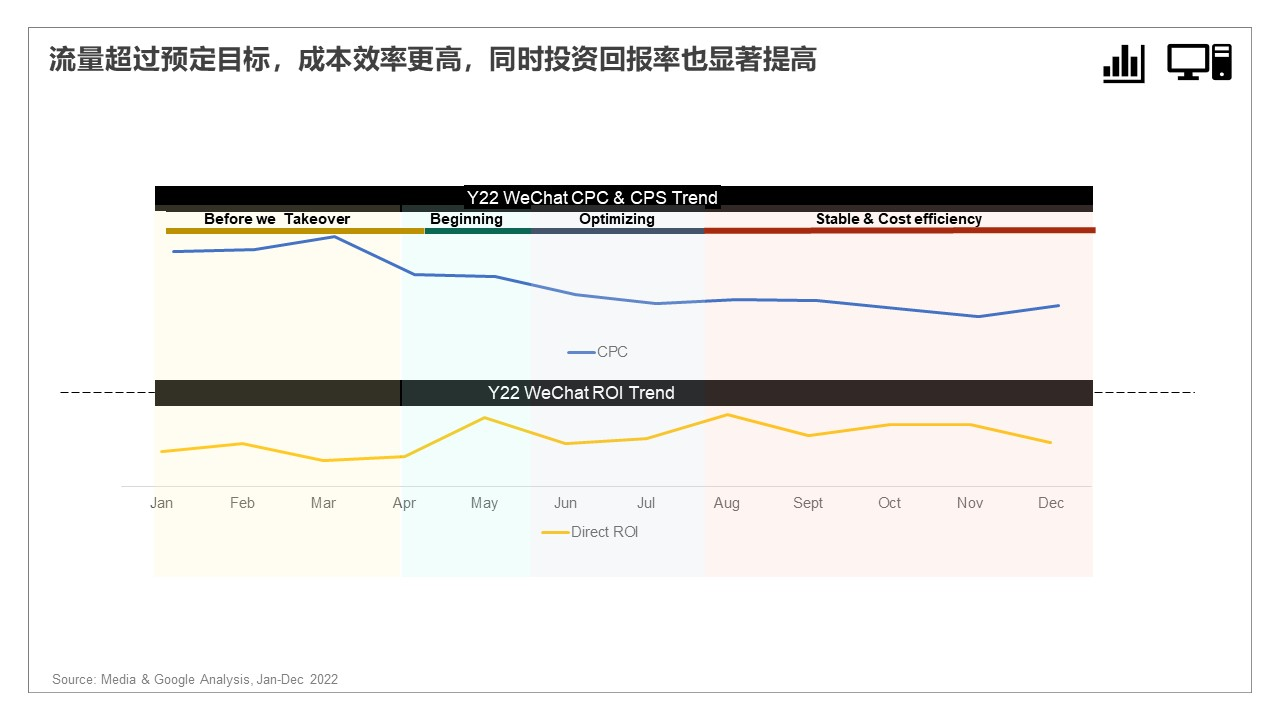 流量超过预定目标，成本效率更高，同时投资回报率也显著提高
Y22 WeChat CPC & CPS Trend
Before we Takeover Beginning Optimizing Stable & Cost efficiency
CPC
Y22 WeChat ROI Trend
Jan Feb Mar Apr May Jun Jul Aug Sept Oct Nov Dec
Direct ROI
Source: Media & Google Analysis, Jan-Dec 2022